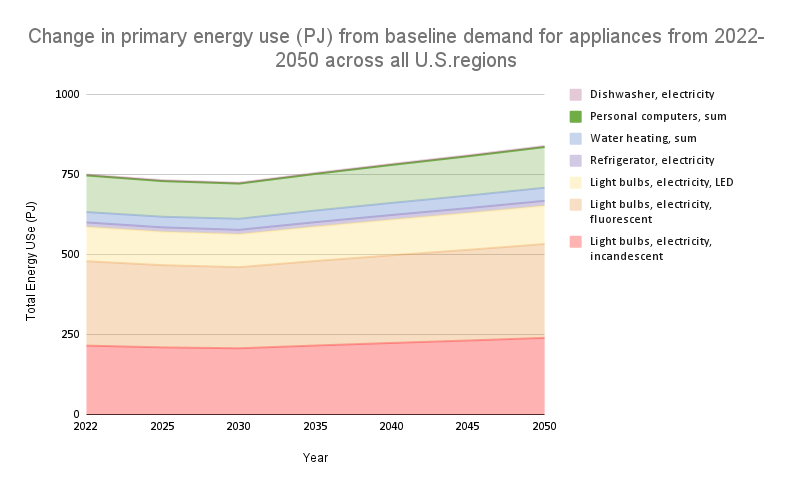 Change in primary energy use (PJ) from baseline demand for appliances from 2022-
2050 across all U.S.regions
Total Energy USe (PJ)
1000
750
500
250
0
2022
2025
2030
2035
2040
2045
2050
Year
Dishwasher, electricity
Personal computers, sum
Water heating, sum
Refrigerator, electricity
Light bulbs, electricity, LED
Light bulbs, electricity,
fluorescent
Light bulbs, electricity,
incandescent